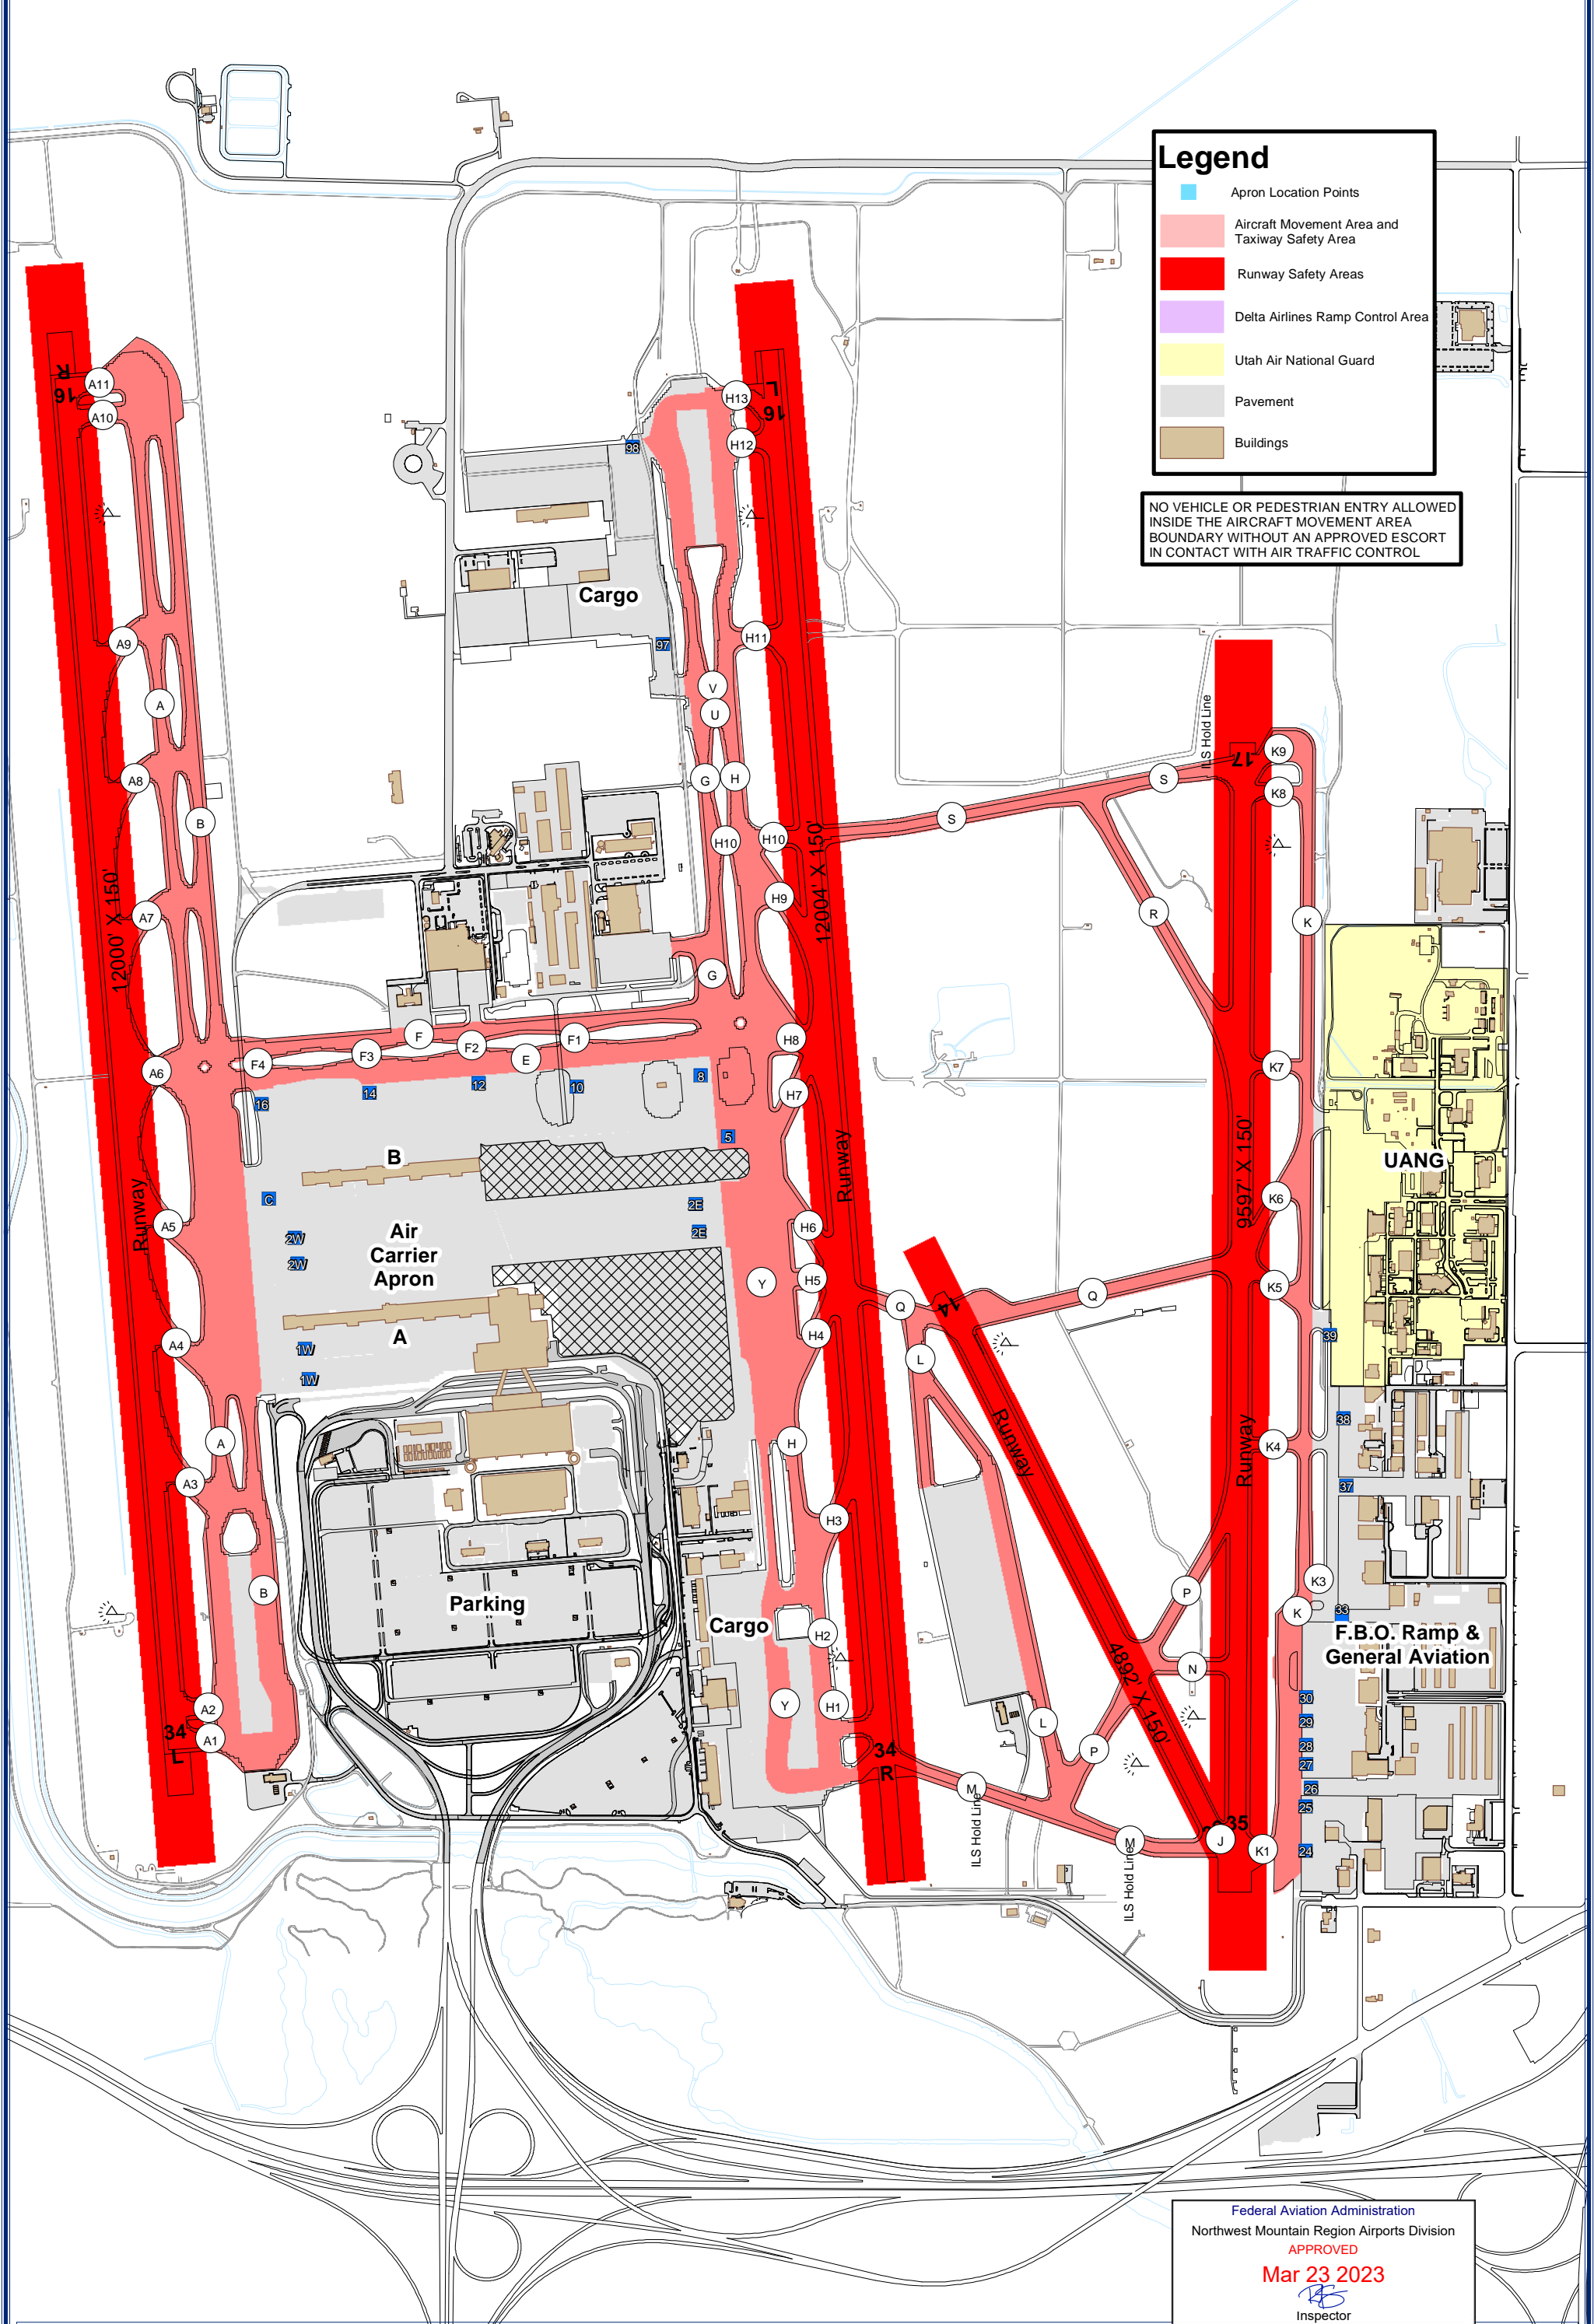 Legend
Apron Location Points
Aircraft Movement Area and
Taxiway Safety Area
Runway Safety Areas
Delta Airlines Ramp Control Area
Utah Air National Guard
Pavement
Buildings
NO VEHICLE OR PEDESTRIAN ENTRY ALLOWED
INSIDE THE AIRCRAFT MOVEMENT AREA
BOUNDARY WITHOUT AN APPROVED ESCORT
IN CONTACT WITH AIR TRAFFIC CONTROL
16
R
A11
A10
A9
A
A8
B
A7
12000' X 150'
A6
Runway
A5
A4
A
A3
B
A2
A1
34
L
H13
16
L
H12
98
Cargo
H11
97
V
U
G
H
H10
H10
H9
12004' X 150'
G
H8
H7
F
F1
F2
F3
F4
E
16
14
12
10
8
5
B
C
2W
2W
2E
2E
Air
Carrier
Apron
A
1W
1W
Runway
H6
Y
H5
H4
H
H3
Parking
Cargo
H2
Y
H1
34
R
S
S
ILS Hold Line
17
K9
K8
R
K
K7
9597' X 150'
K6
UANG
Q
14
Q
K5
L
39
Runway
Runway
38
K4
37
P
K3
K
33
F.B.O. Ramp &
General Aviation
N
4892' X 150'
L
P
30
29
28
27
26
25
24
M
ILS Hold Line
M
ILS Hold Line
J
35
K1
Federal Aviation Administration
Northwest Mountain Region Airports Division
APPROVED
Mar 23 2023
Inspector